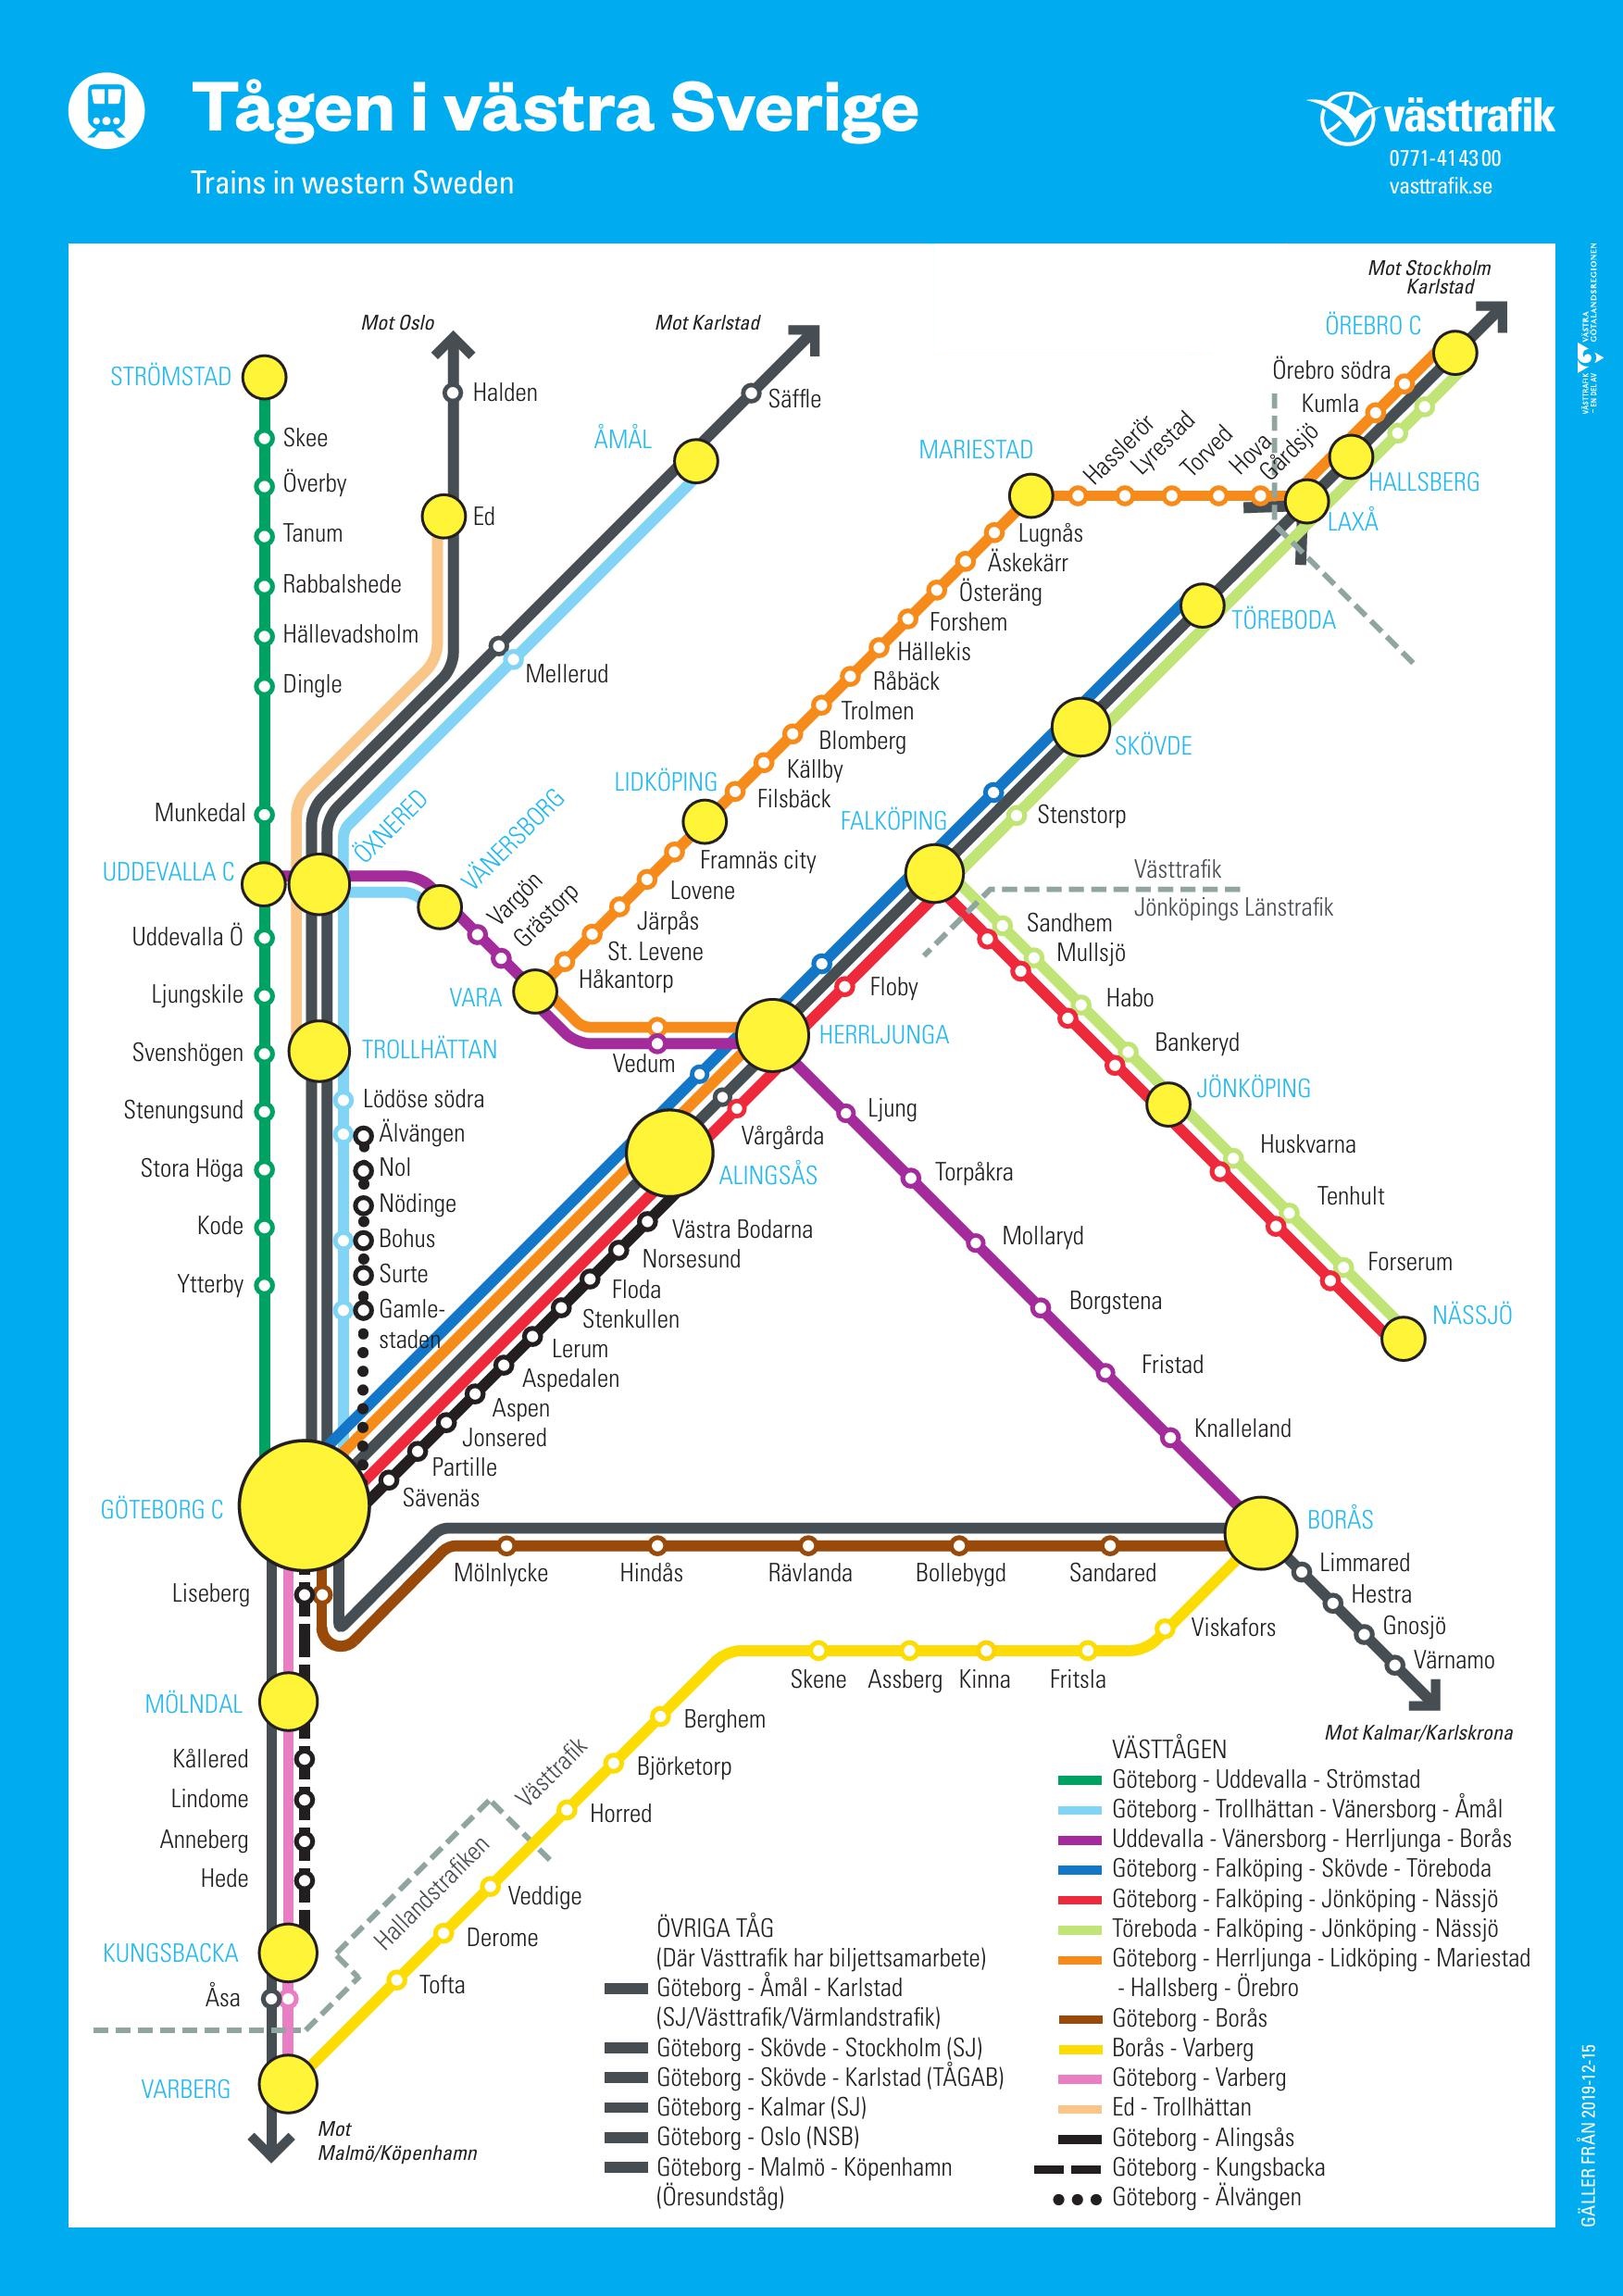 Tågen i västra Sverige
Trains in western Sweden
västtrafik
0771-41 43 00
vasttrafik.se
VÄSTTRAFIK
– EN DEL AV
VÄSTRA
GÖTALANDSREGIONEN
Mot Oslo
Mot Karlstad
Mot Stockholm
Karlstad
STRÖMSTAD
Skee
Överby
Tanum
Rabbalshede
Hällevadsholm
Dingle
Munkedal
UDDEVALLA C
Uddevalla Ö
Ljungskile
Svenshögen
Stenungsund
Stora Höga
Kode
Ytterby
GÖTEBORG C
Halden
Ed
Säffle
ÅMÅL
Mellerud
ÖXNERED
VÄNERSBORG
Vargön
Grästorp
VARA
TROLLHÄTTAN
Lödöse södra
Älvängen
Nol
Nödinge
Bohus
Surte
Gamle-
staden
ÖREBRO C
Örebro södra
Kumla
HALLSBERG
LAXÅ
Gårdsjö
Hova
Torved
Lyrestad
Hasslerör
MARIESTAD
Lugnås
Äskekärr
Österäng
Forshem
Hällekis
Råbäck
Trolmen
Blomberg
Källby
Filsbäck
LIDKÖPING
Framnäs city
Lovene
Järpås
St. Levene
Håkantorp
Vedum
TÖREBODA
SKÖVDE
Stenstorp
FALKÖPING
Västtrafik
Jönköpings Länstrafik
Sandhem
Mullsjö
Habo
Bankeryd
JÖNKÖPING
Huskvarna
Tenhult
Forserum
NÄSSJÖ
Floby
HERRLJUNGA
Vårgårda
ALINGSÅS
Västra Bodarna
Norsesund
Floda
Stenkullen
Lerum
Aspedalen
Aspen
Jonsered
Partille
Sävenäs
Ljung
Torpåkra
Mollaryd
Borgstena
Fristad
Knalleland
BORÅS
Mölnlycke
Hindås
Rävlanda
Bollebygd
Sandared
Limmared
Hestra
Gnosjö
Värnamo
Mot Kalmar/Karlskrona
Viskafors
Fritsla
Kinna
Assberg
Skene
Berghem
Björketorp
Horred
Västtrafik
Hallandstrafiken
Veddige
Derome
Tofta
Liseberg
MÖLNDAL
Kållered
Lindome
Anneberg
Hede
KUNGSBACKA
Åsa
VARBERG
Mot
Malmö/Köpenhamn
ÖVRIGA TÅG
(Där Västtrafik har biljettsamarbete)
Göteborg - Åmål - Karlstad
(SJ/Västtrafik/Värmlandstrafik)
Göteborg - Skövde - Stockholm (SJ)
Göteborg - Skövde - Karlstad (TÅGAB)
Göteborg - Kalmar (SJ)
Göteborg - Oslo (NSB)
Göteborg - Malmö - Köpenhamn
(Öresundståg)
VÄSTTÅGEN
Göteborg - Uddevalla - Strömstad
Göteborg - Trollhättan - Vänersborg - Åmål
Uddevalla - Vänersborg - Herrljunga - Borås
Göteborg - Falköping - Skövde - Töreboda
Göteborg - Falköping - Jönköping - Nässjö
Töreboda - Falköping - Jönköping - Nässjö
Göteborg - Herrljunga - Lidköping - Mariestad
- Hallsberg - Örebro
Göteborg - Borås
Borås - Varberg
Göteborg - Varberg
Ed - Trollhättan
Göteborg - Alingsås
Göteborg - Kungsbacka
Göteborg - Älvängen
GÄLLER FRÅN 2019-12-15